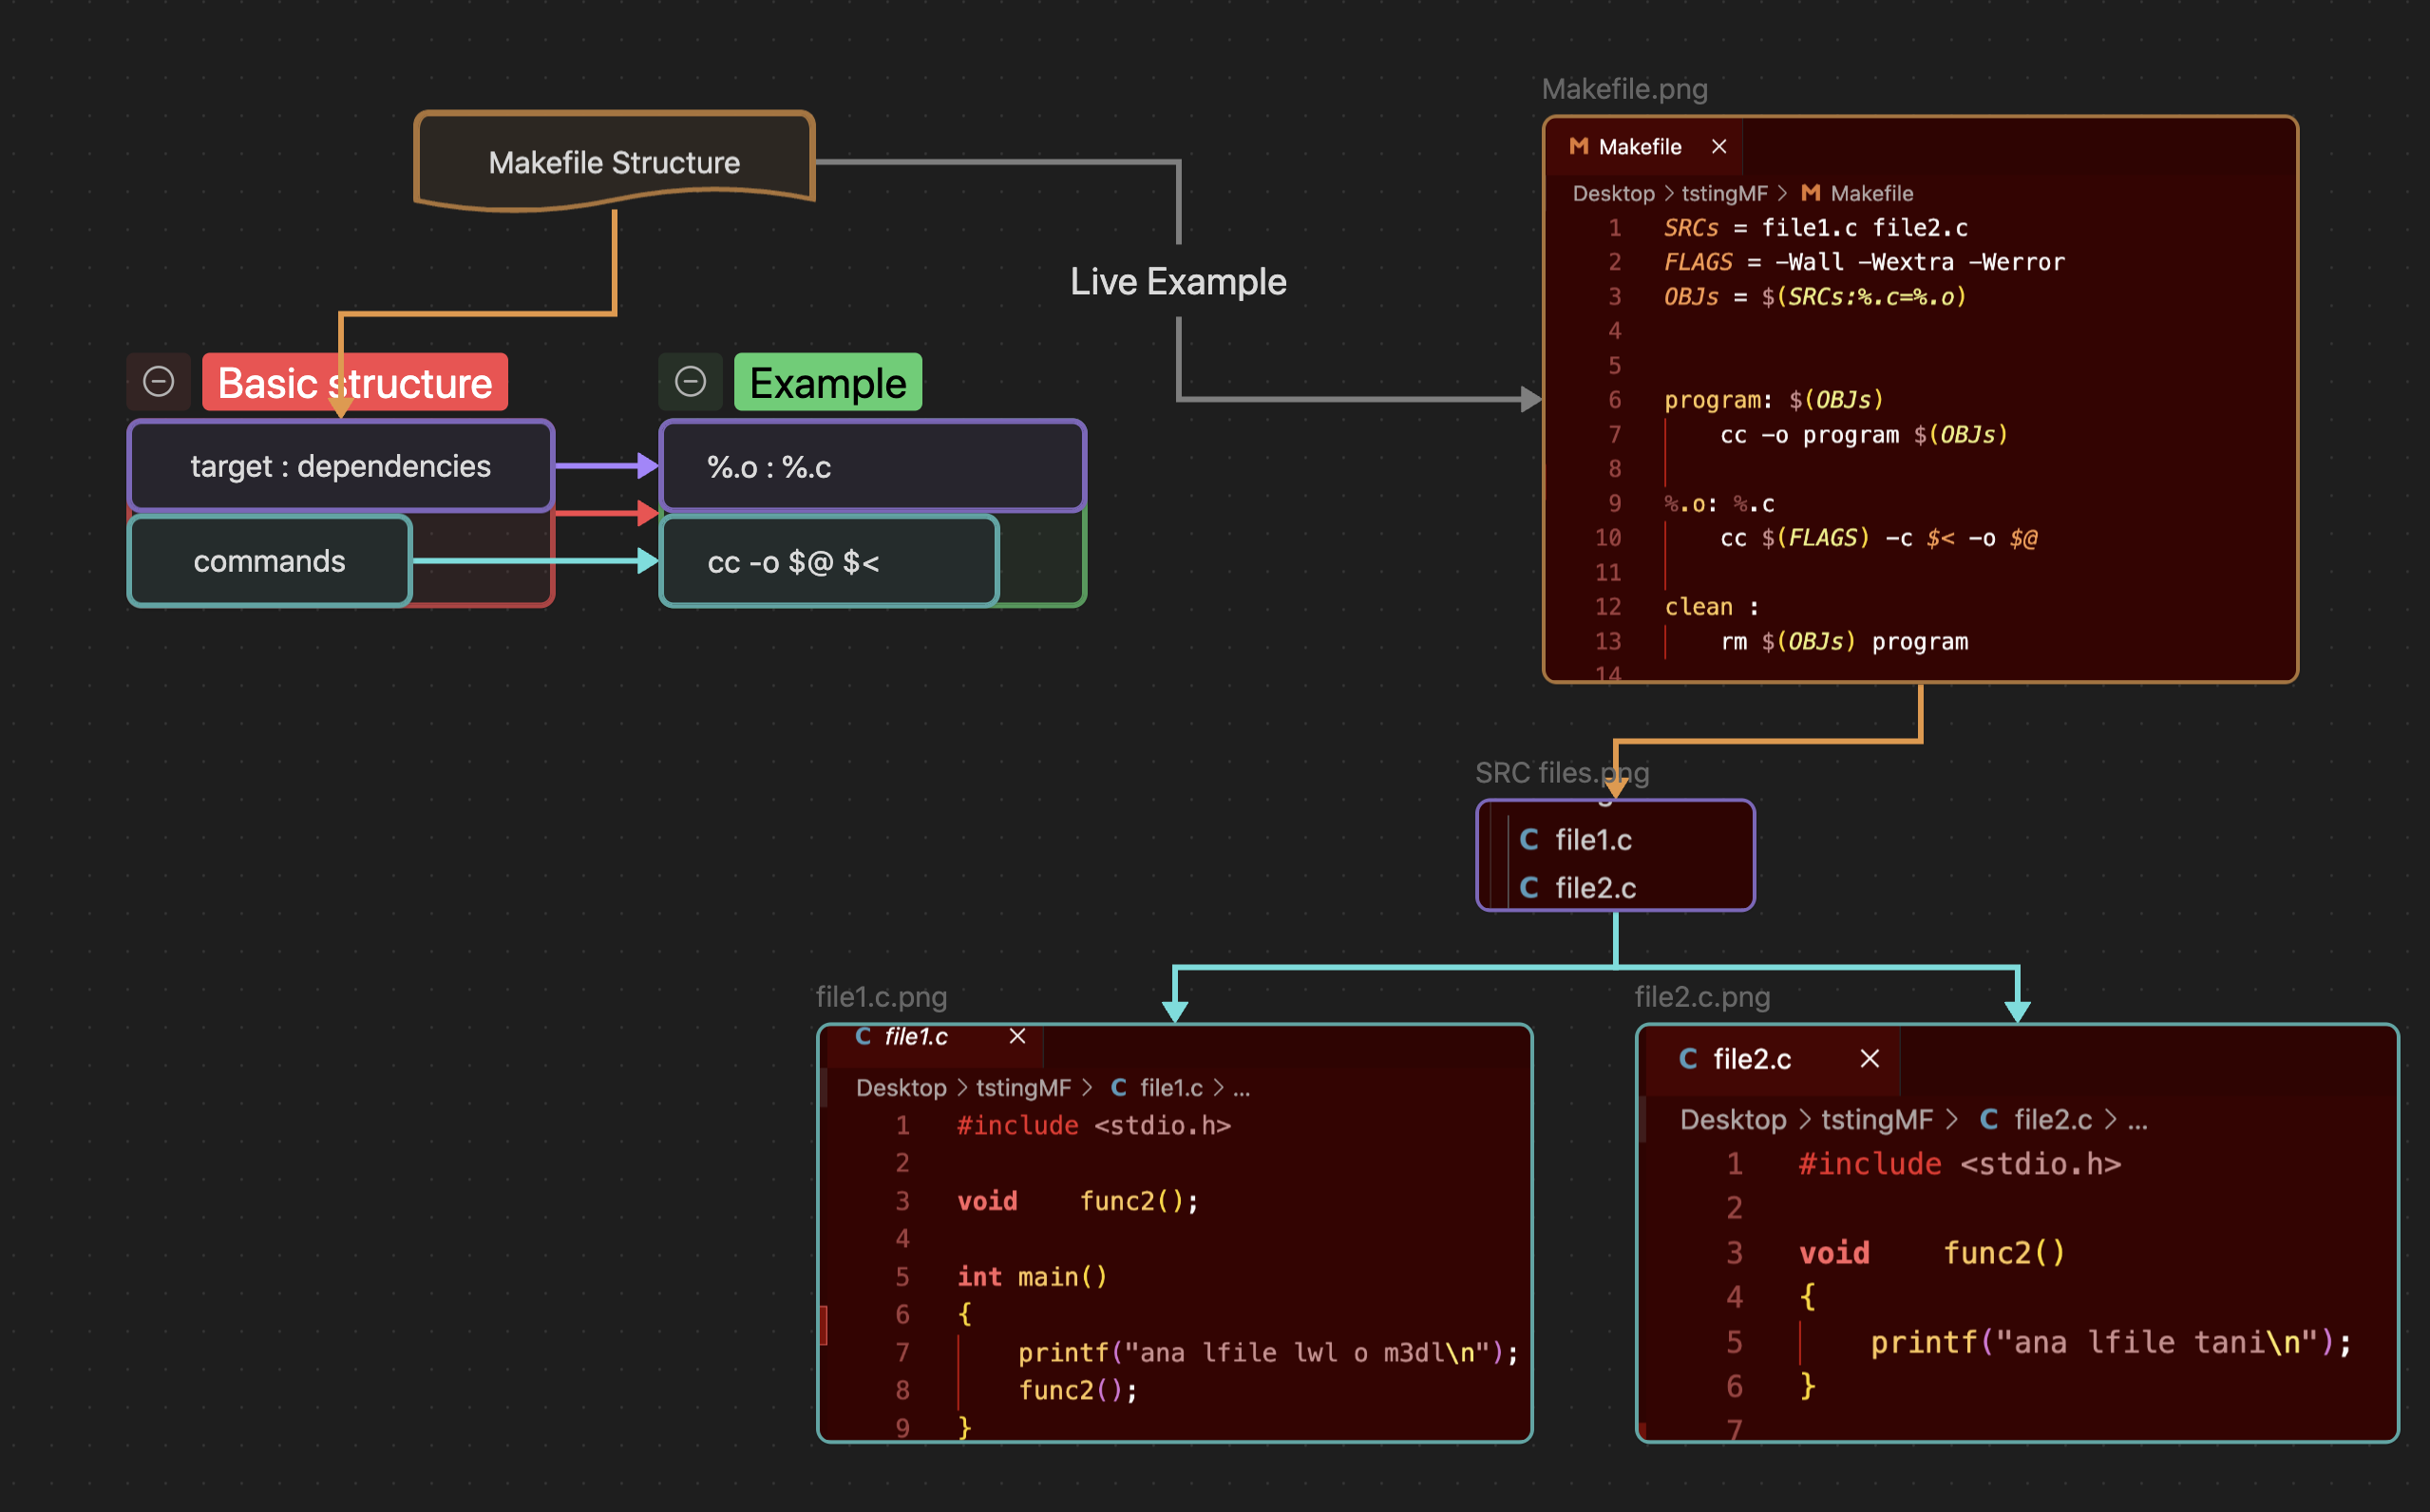 Makefile Structure
Live Example
Basic structure
target : dependencies
commands
Example
%.o : %.c
cc -o $@ $<
Makefile.png
Makefile
Desktop > tstingMF > Makefile
1 SRCs = file1.c file2.c
2 FLAGS = -Wall -Wextra -Werror
3 OBJs = $(SRCs:%.c=%.o)
4
5
6 program: $(OBJs)
7 cc -o program $(OBJs)
8
9 %.o: %.c
10 cc $(FLAGS) -c $< -o $@
11
12 clean :
13 rm $(OBJs) program
14
SRC files.png
C file1.c
C file2.c
file1.c.png
C file1.c
Desktop > tstingMF > C file1.c > ...
1 #include <stdio.h>
2
3 void func2();
4
5 int main()
6 {
7 printf("ana lfile lwl o m3dl\n");
8 func2();
9 }
file2.c.png
C file2.c
Desktop > tstingMF > C file2.c > ...
1 #include <stdio.h>
2
3 void func2()
4 {
5 printf("ana lfile tani\n");
6 }
7